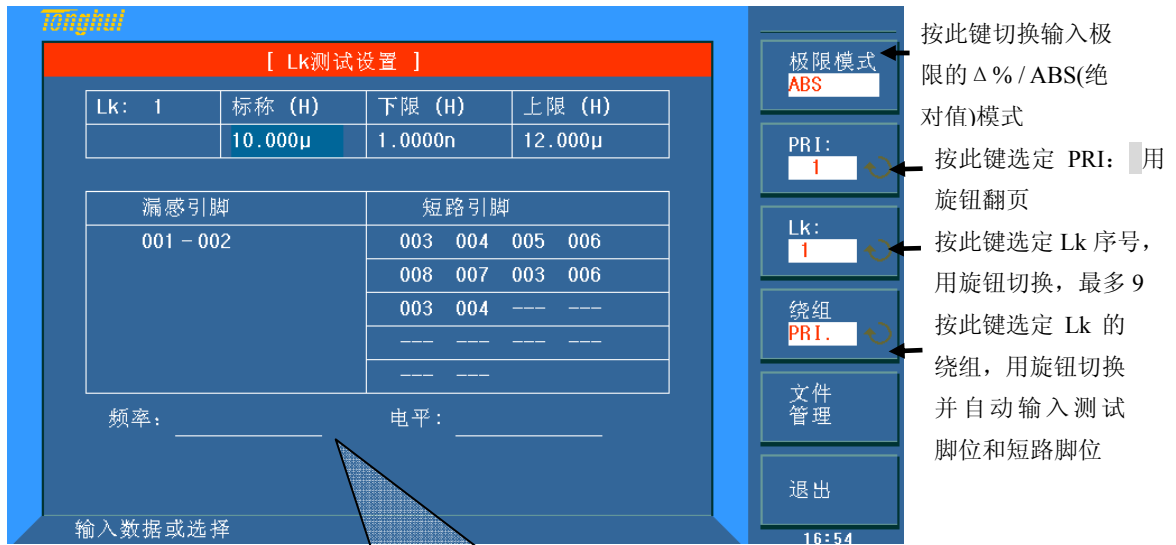 Tonghui
[ Lk测试设置 ]
Lk: 1 标称 (H) 下限 (H) 上限 (H)
10.000μ 1.0000n 12.000μ
漏感引脚 短路引脚
001 - 002 003 004 005 006
008 007 003 006
003 004 --- ---
--- ---
--- ---
频率: 电平:
输入数据或选择
极限模式
ABS
PRI:
1
Lk:
1
绕组
PRI.
文件
管理
退出
16:54
按此键切换输入极
限的Δ% / ABS(绝
对值)模式
按此键选定 PRI: 用
旋钮翻页
按此键选定 Lk 序号,
用旋钮切换，最多 9
按此键选定 Lk 的
绕组，用旋钮切换
并自动输入测试
脚位和短路脚位